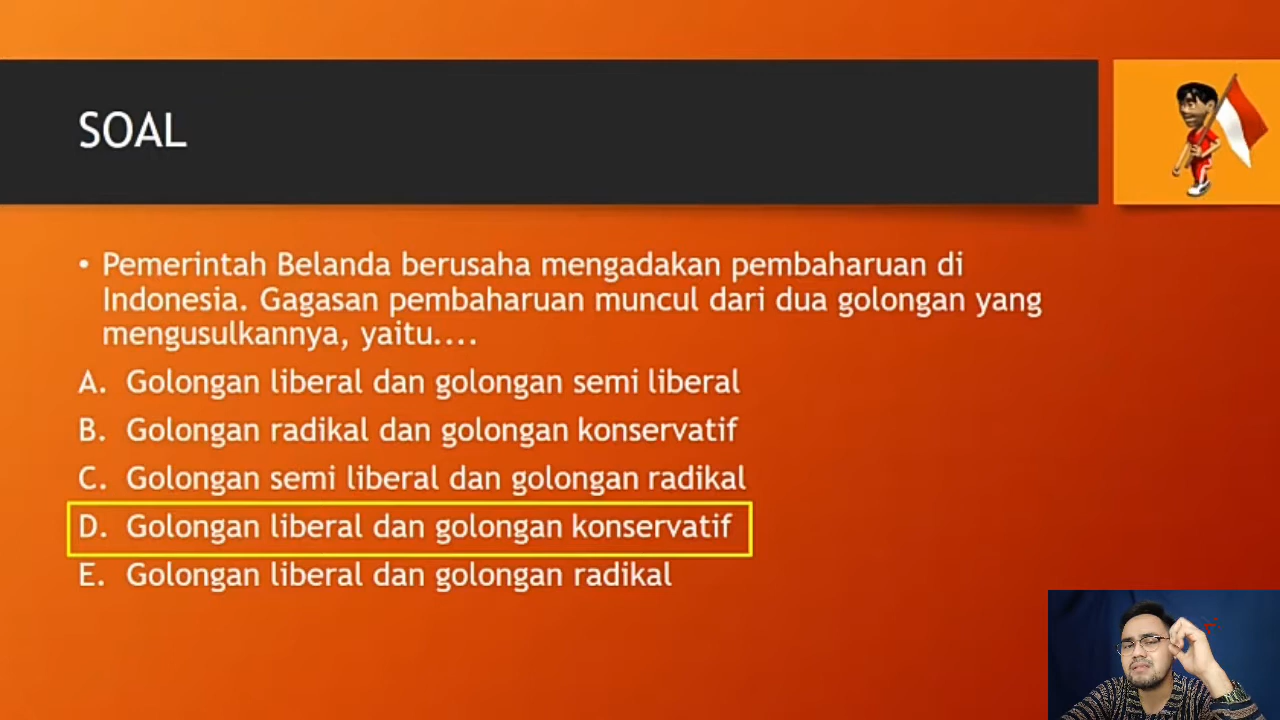 SOAL
• Pemerintah Belanda berusaha mengadakan pembaharuan di
Indonesia. Gagasan pembaharuan muncul dari dua golongan yang
mengusulkannya, yaitu....
A. Golongan liberal dan golongan semi liberal
B. Golongan radikal dan golongan konservatif
C. Golongan semi liberal dan golongan radikal
D. Golongan liberal dan golongan konservatif
E. Golongan liberal dan golongan radikal